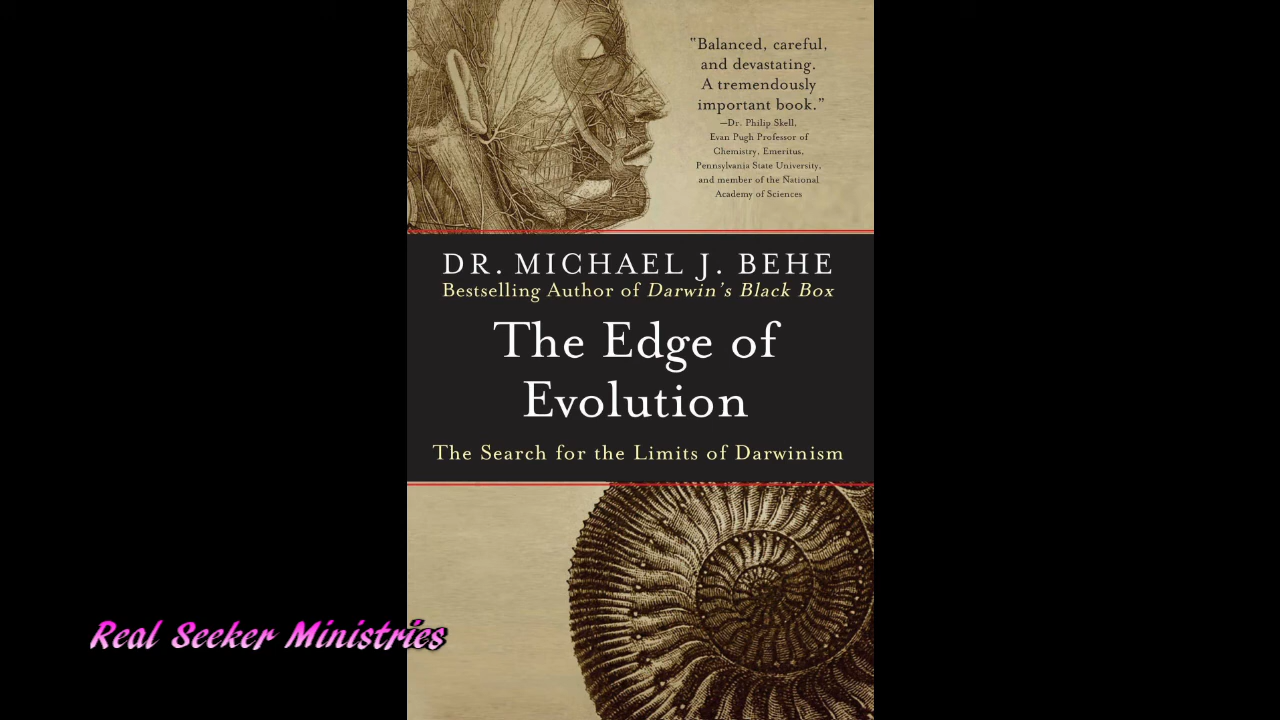 "Balanced, careful,
and devastating.
A tremendously
important book."
—Dr. Philip Skell,
Evan Pugh Professor of
Chemistry, Emeritus,
Pennsylvania State University,
and member of the National
Academy of Sciences
DR. MICHAEL J. BEHE
Bestselling Author of Darwin's Black Box
The Edge of
Evolution
The Search for the Limits of Darwinism
Real Seeker Ministries